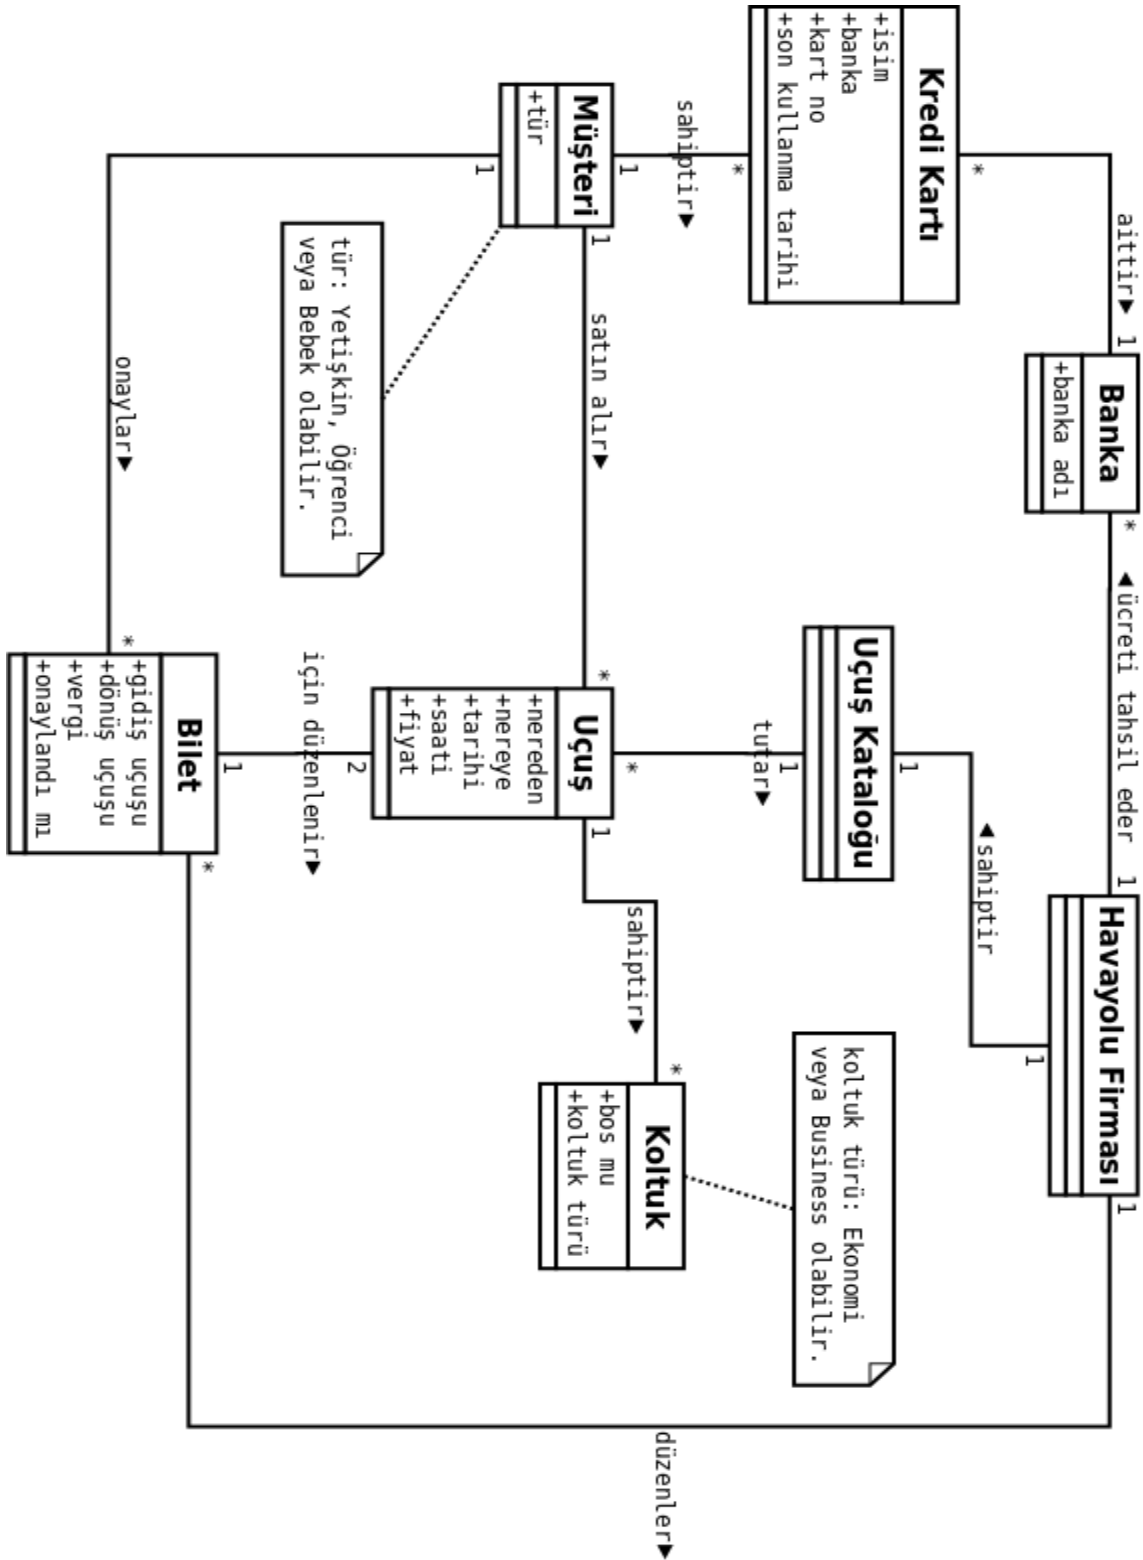 Kredi Kartı
+isim
+banka
+kart no
+son kullanma tarihi
*
aittir▶
1
Banka
+banka adı
*
◀ücreti tahsil eder
1
Havayolu Firması
1
1
◀sahiptir
1
Uçuş Kataloğu
1
tutar▶
*
koltuk türü: Ekonomi
veya Business olabilir.
*
sahiptir▶
1
Müşteri
+tür
1
satın alır▶
*
Uçuş
+nereden
+nereye
+tarihi
+saati
+fiyat
1
sahiptir▶
*
Koltuk
+bos mu
+koltuk türü
1
tür: Yetişkin, Öğrenci
veya Bebek olabilir.
2
için düzenlenir▶
1
onaylar▶
*
Bilet
+gidiş uçuşu
+dönüş uçuşu
+vergi
+onaylandı mı
*
düzenler▶